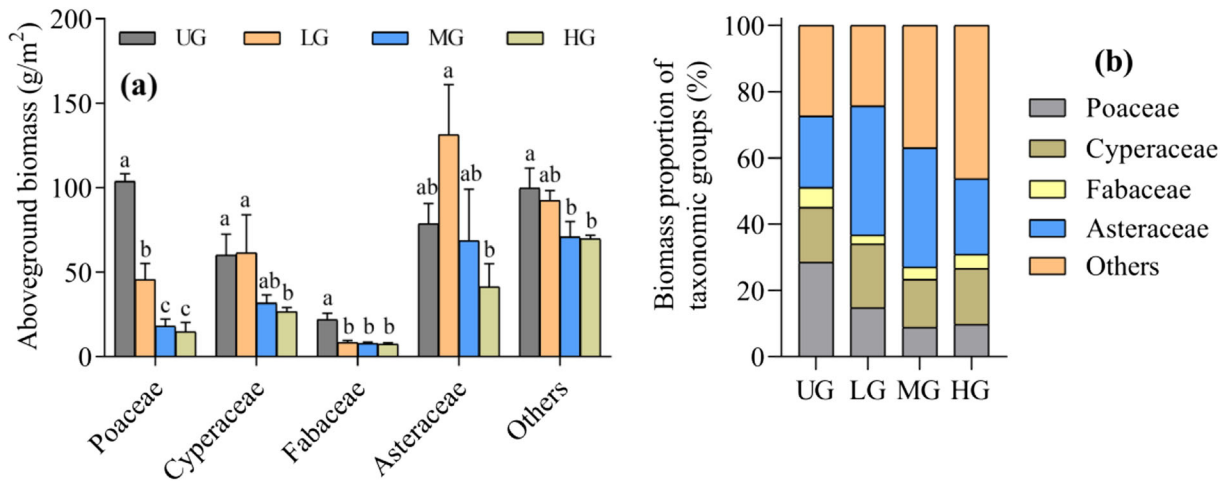 Aboveground biomass (g/m²)
200
150
100
50
0
UG LG MG HG
(a)
a b c c
a a ab b
a b b b
ab a ab b
a ab b b
Poaceae
Cyperaceae
Fabaceae
Asteraceae
Others
Biomass proportion of
taxonomic groups (%)
100
80
60
40
20
0
UG LG MG HG
(b)
Poaceae
Cyperaceae
Fabaceae
Asteraceae
Others